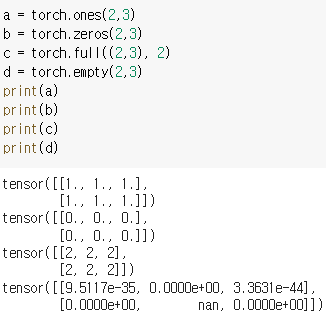 a = torch.ones(2,3)
b = torch.zeros(2,3)
c = torch.full((2,3), 2)
d = torch.empty(2,3)
print(a)
print(b)
print(c)
print(d)
tensor([[1., 1., 1.],
        [1., 1., 1.]])
tensor([[0., 0., 0.],
        [0., 0., 0.]])
tensor([[2, 2, 2],
        [2, 2, 2]])
tensor([[9.5117e-35, 0.0000e+00, 3.3631e-44],
        [0.0000e+00,        nan, 0.0000e+00]])